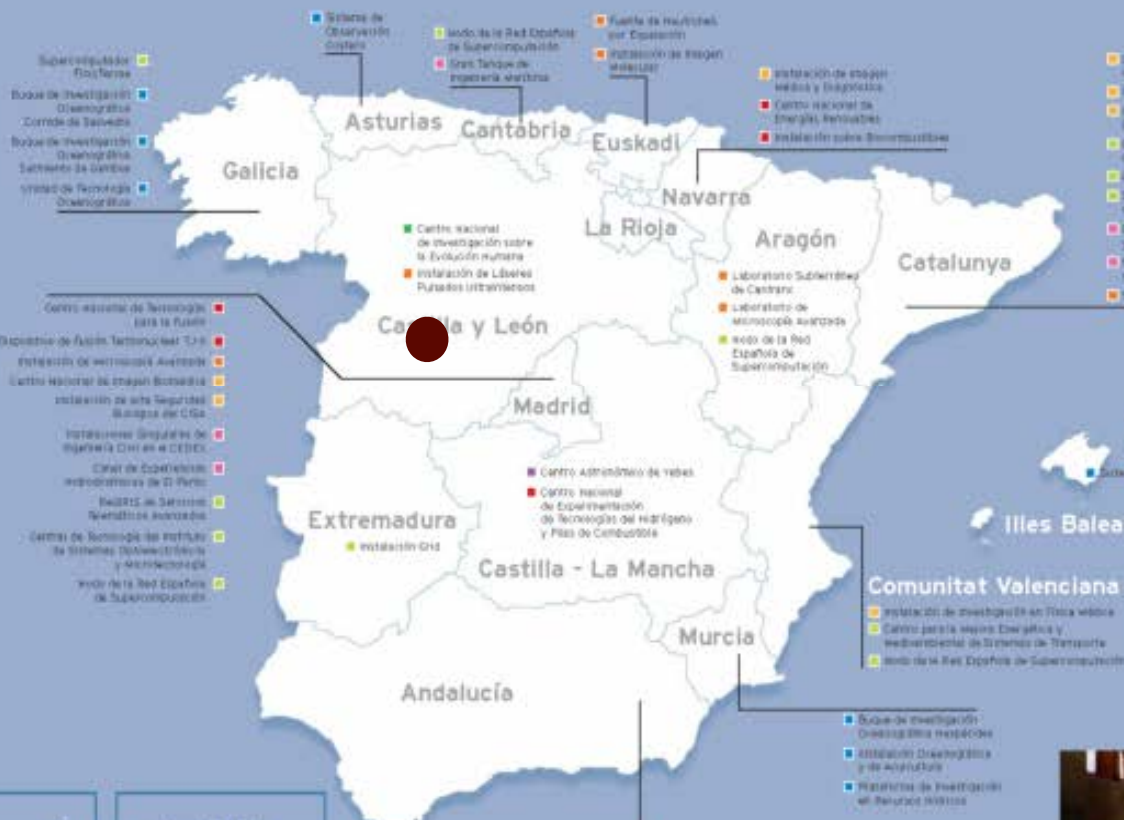 Sistema de
Observación
Costero
Nodo de la Red Española
de Supercomputación
Gran Tanque de
Ingeniería Marítima
Fuente de Neutrones
por Espalación
Instalación de Imagen
Molecular
Instalación de Imagen
Médica y Diagnóstica
Centro Nacional de
Energías Renovables
Instalación sobre Biocombustibles
Supercomputador
Finisterrae
Buque de Investigación
Oceanográfica
Cornide de Saavedra
Buque de Investigación
Oceanográfica
Sarmiento de Gamboa
Unidad de Tecnología
Oceanográfica
Galicia
Asturias
Cantabria
Euskadi
Navarra
La Rioja
Aragón
Catalunya
Centro Nacional
de Investigación sobre
la Evolución Humana
Instalación de Láseres
Pulsados Ultraintensos
y León
Laboratorio Subterráneo
de Canfranc
Laboratorio de
Microscopía Avanzada
Nodo de la Red
Española de
Supercomputación
Centro Nacional de Tecnologías
para la Fusión
Dispositivo de Fusión Termonuclear TJ-II
Instalación de Microscopía Avanzada
Centro Nacional de Imagen Biomédica
Instalación de alta Seguridad
Biológica del CISA
Instalaciones Singulares de
Ingeniería Civil en el CEDEX
Canal de Experiencias
Hidrodinámicas de El Pardo
RedIRIS de Servicios
Telemáticos Avanzados
Central de Tecnología del Instituto
de Sistemas Optoelectrónicos
y Microtecnología
Nodo de la Red Española
de Supercomputación
Madrid
Centro Astronómico de Yebes
Centro Nacional
de Experimentación
de Tecnologías del Hidrógeno
y Pilas de Combustible
Extremadura
Instalación Grid
Castilla - La Mancha
Illes Balea
Comunitat Valenciana
Instalación de Investigación en Física Médica
Centro para la Mejora Energética y
Medioambiental de Sistemas de Transporte
Nodo de la Red Española de Supercomputación
Murcia
Andalucía
Buque de Investigación
Oceanográfica Hespérides
Instalación Oceanográfica
y de Acuicultura
Plataforma de Investigación
en Recursos Hídricos